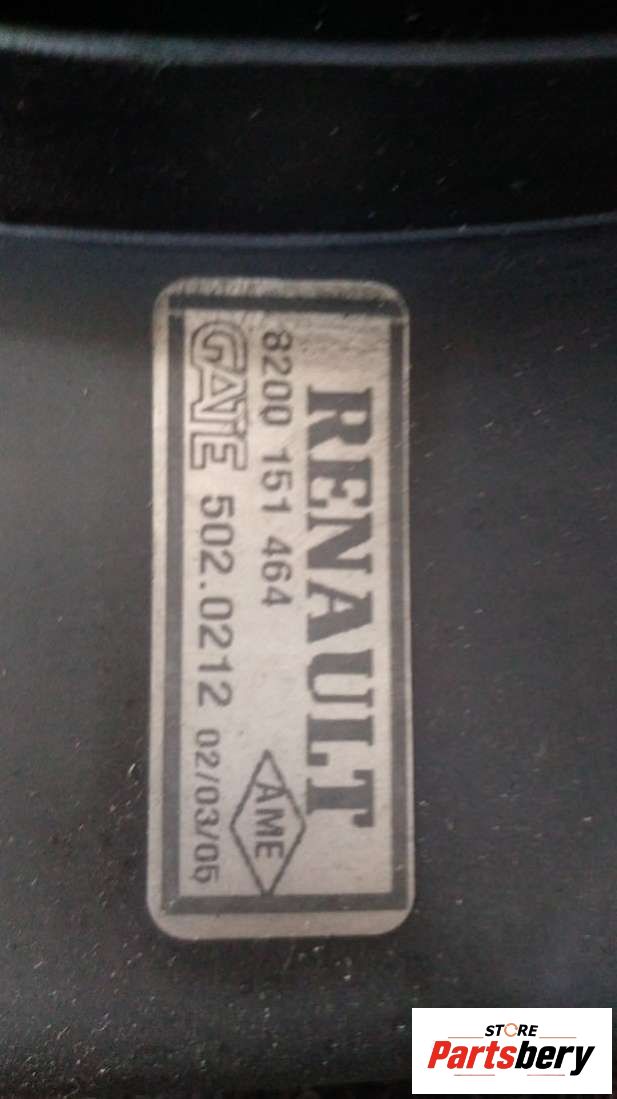 RENAULT
8200 151 464
AME
GATE 502.0212 02/03/05
STORE
Partsbery